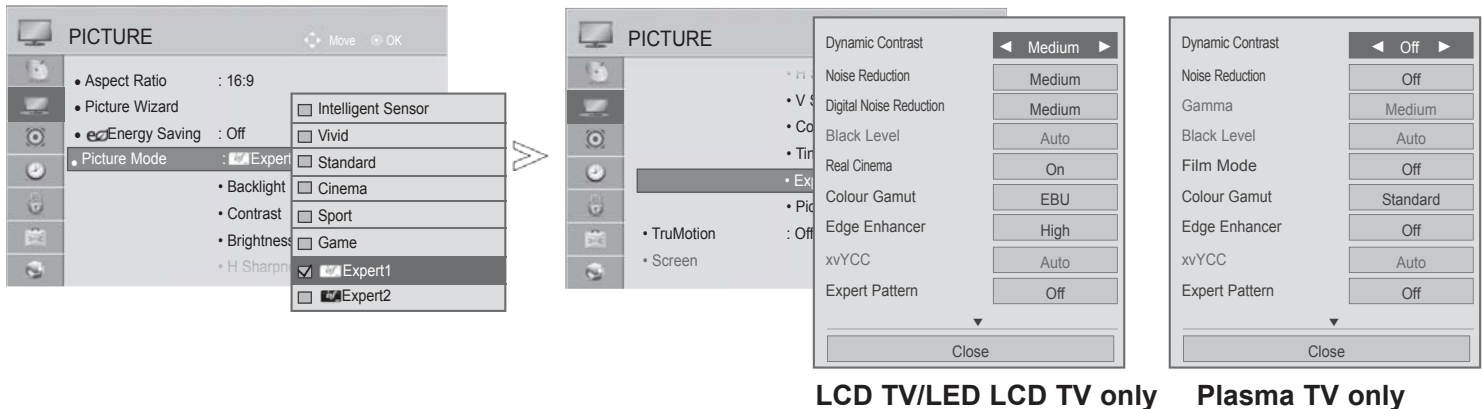 PICTURE
Move OK
• Aspect Ratio : 16:9
• Picture Wizard
• Energy Saving : Off
• Picture Mode : Expert
• Backlight
• Contrast
• Brightness
• H Sharpn
Intelligent Sensor
Vivid
Standard
Cinema
Sport
Game
Expert1
Expert2
PICTURE
• H
• V S
• Co
• Tin
• Exp
• Pic
• TruMotion : Off
• Screen
Dynamic Contrast ◀ Medium ▶
Noise Reduction Medium
Digital Noise Reduction Medium
Black Level Auto
Real Cinema On
Colour Gamut EBU
Edge Enhancer High
xvYCC Auto
Expert Pattern Off
▼
Close
LCD TV/LED LCD TV only
Dynamic Contrast ◀ Off ▶
Noise Reduction Off
Gamma Medium
Black Level Auto
Film Mode Off
Colour Gamut Standard
Edge Enhancer Off
xvYCC Auto
Expert Pattern Off
▼
Close
Plasma TV only